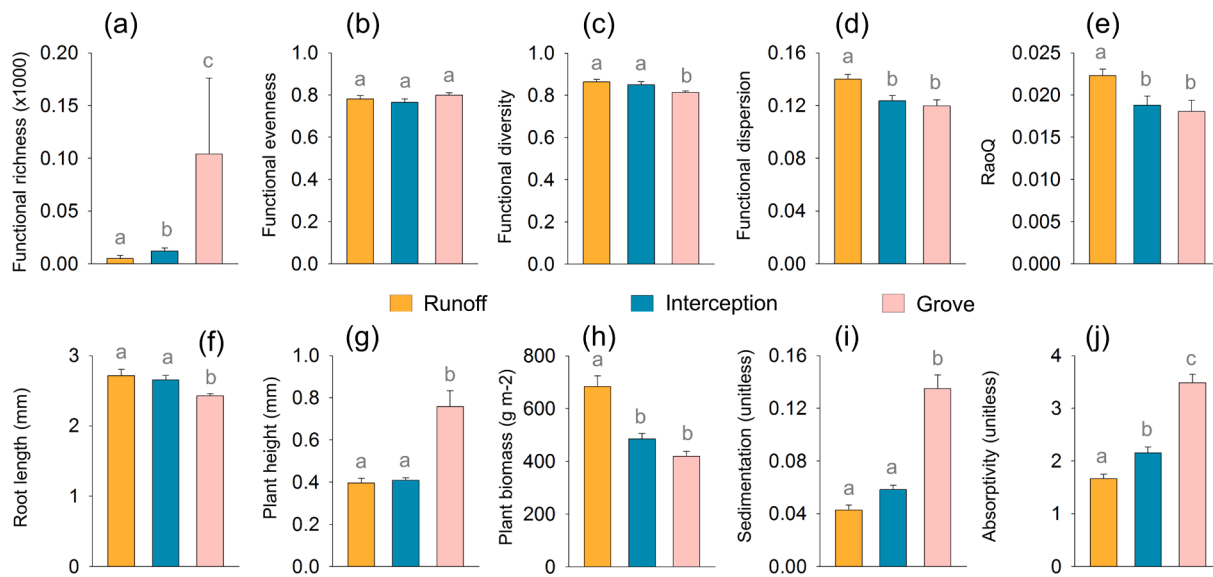 (a)
Functional richness (x1000)
0.20
0.15
0.10
0.05
0.00
a
b
c
(b)
Functional evenness
1.0
0.8
0.6
0.4
0.2
0.0
a
a
a
(c)
Functional diversity
1.0
0.8
0.6
0.4
0.2
0.0
a
a
b
(d)
Functional dispersion
0.16
0.12
0.08
0.04
0.00
a
b
b
(e)
RaoQ
0.025
0.020
0.015
0.010
0.005
0.000
a
b
b
Runoff
Interception
Grove
(f)
Root length (mm)
3
2
1
0
a
a
b
(g)
Plant height (mm)
1.0
0.8
0.6
0.4
0.2
0.0
a
a
b
(h)
Plant biomass (g m-2)
800
600
400
200
0
a
b
b
(i)
Sedimentation (unitless)
0.16
0.12
0.08
0.04
0.00
a
a
b
(j)
Absorptivity (unitless)
4
3
2
1
0
a
b
c